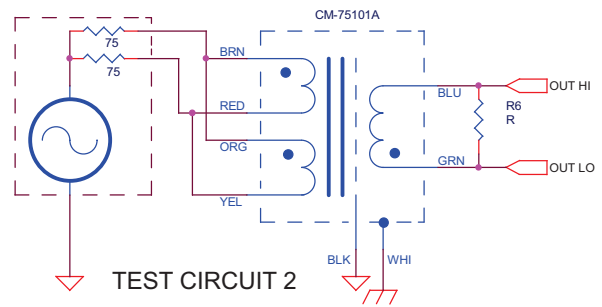 CM-75101A
75
75
BRN
RED
ORG
YEL
BLU
GRN
R6
R
OUT HI
OUT LO
BLK
WHI
TEST CIRCUIT 2